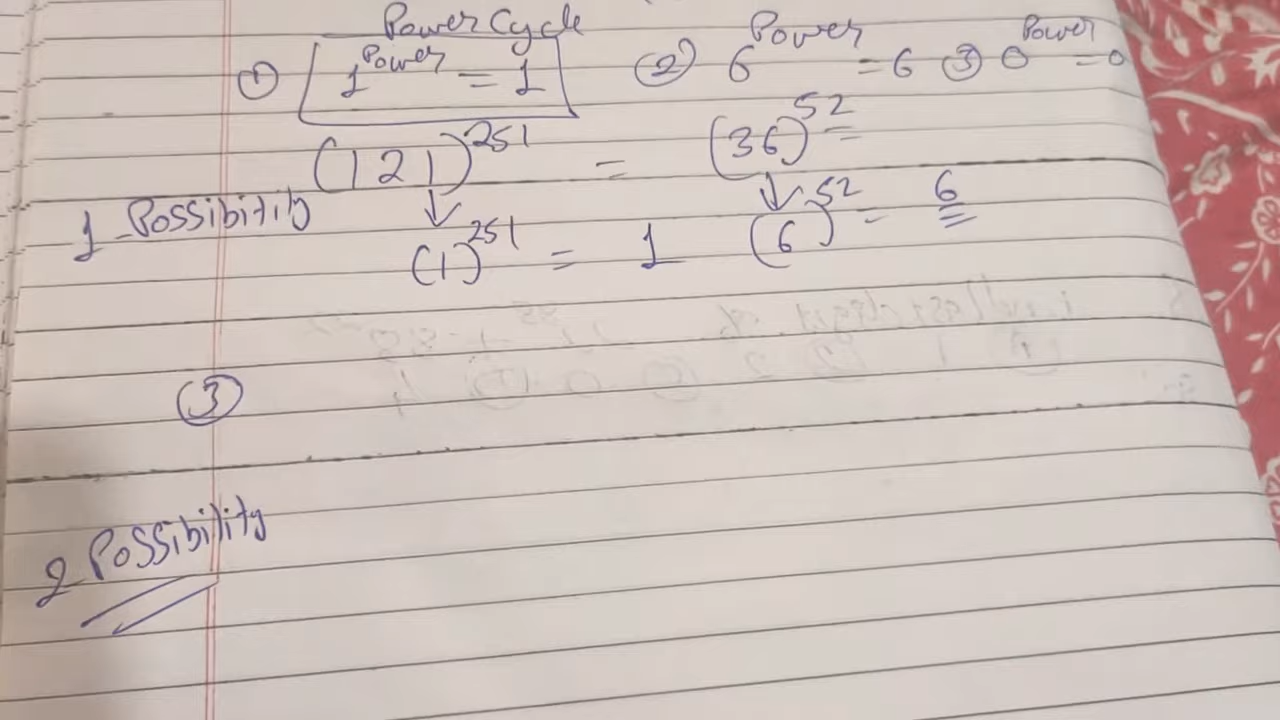 Power Cycle
① 1^Power = 1 ② 6^Power = 6 ③ 0^Power = 0
(121)^251 = (36)^52 =
1 Possibility ↓ ↓
(1)^251 = 1 (6)^52 = 6
③
2 Possibility